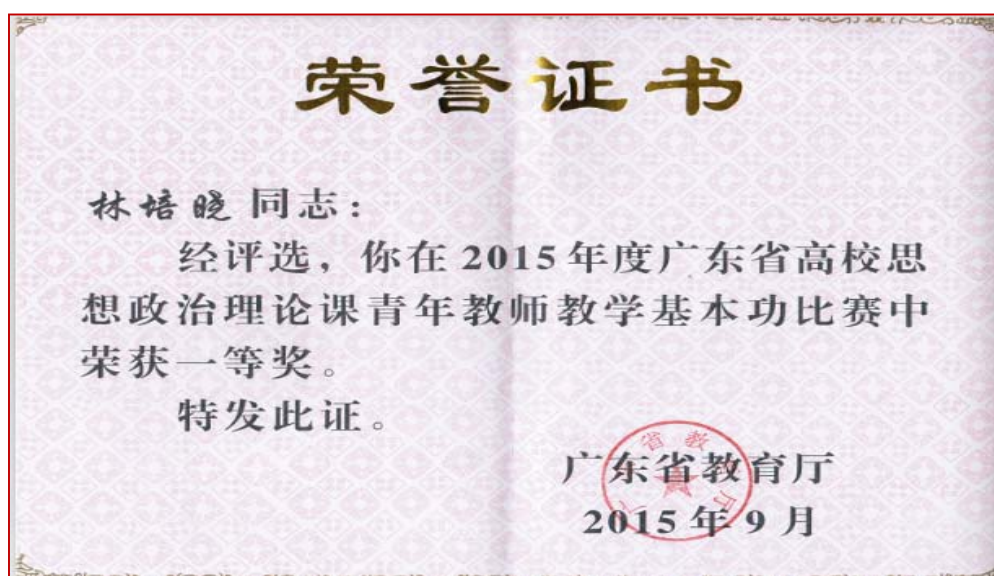 荣誉证书
林培晓同志：
经评选，你在2015年度广东省高校思
想政治理论课青年教师教学基本功比赛中
荣获一等奖。
特发此证。
广东省教育厅
2015年9月